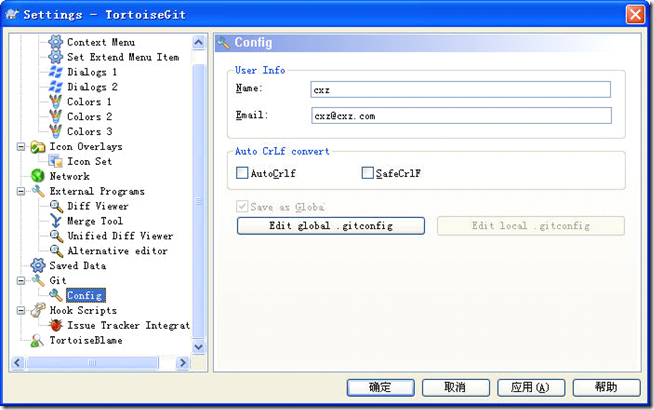 Settings - TortoiseGit
Context Menu
Set Extend Menu Item
Dialogs 1
Dialogs 2
Colors 1
Colors 2
Colors 3
Icon Overlays
Icon Set
Network
External Programs
Diff Viewer
Merge Tool
Unified Diff Viewer
Alternative editor
Saved Data
Git
Config
Hook Scripts
Issue Tracker Integrat
TortoiseBlame
Config
User Info
Name: cxz
Email: cxz@cxz.com
Auto CrLf convert
AutoCrlf SafeCrlF
Save as Global
Edit global .gitconfig Edit local .gitconfig
确定 取消 应用(A) 帮助